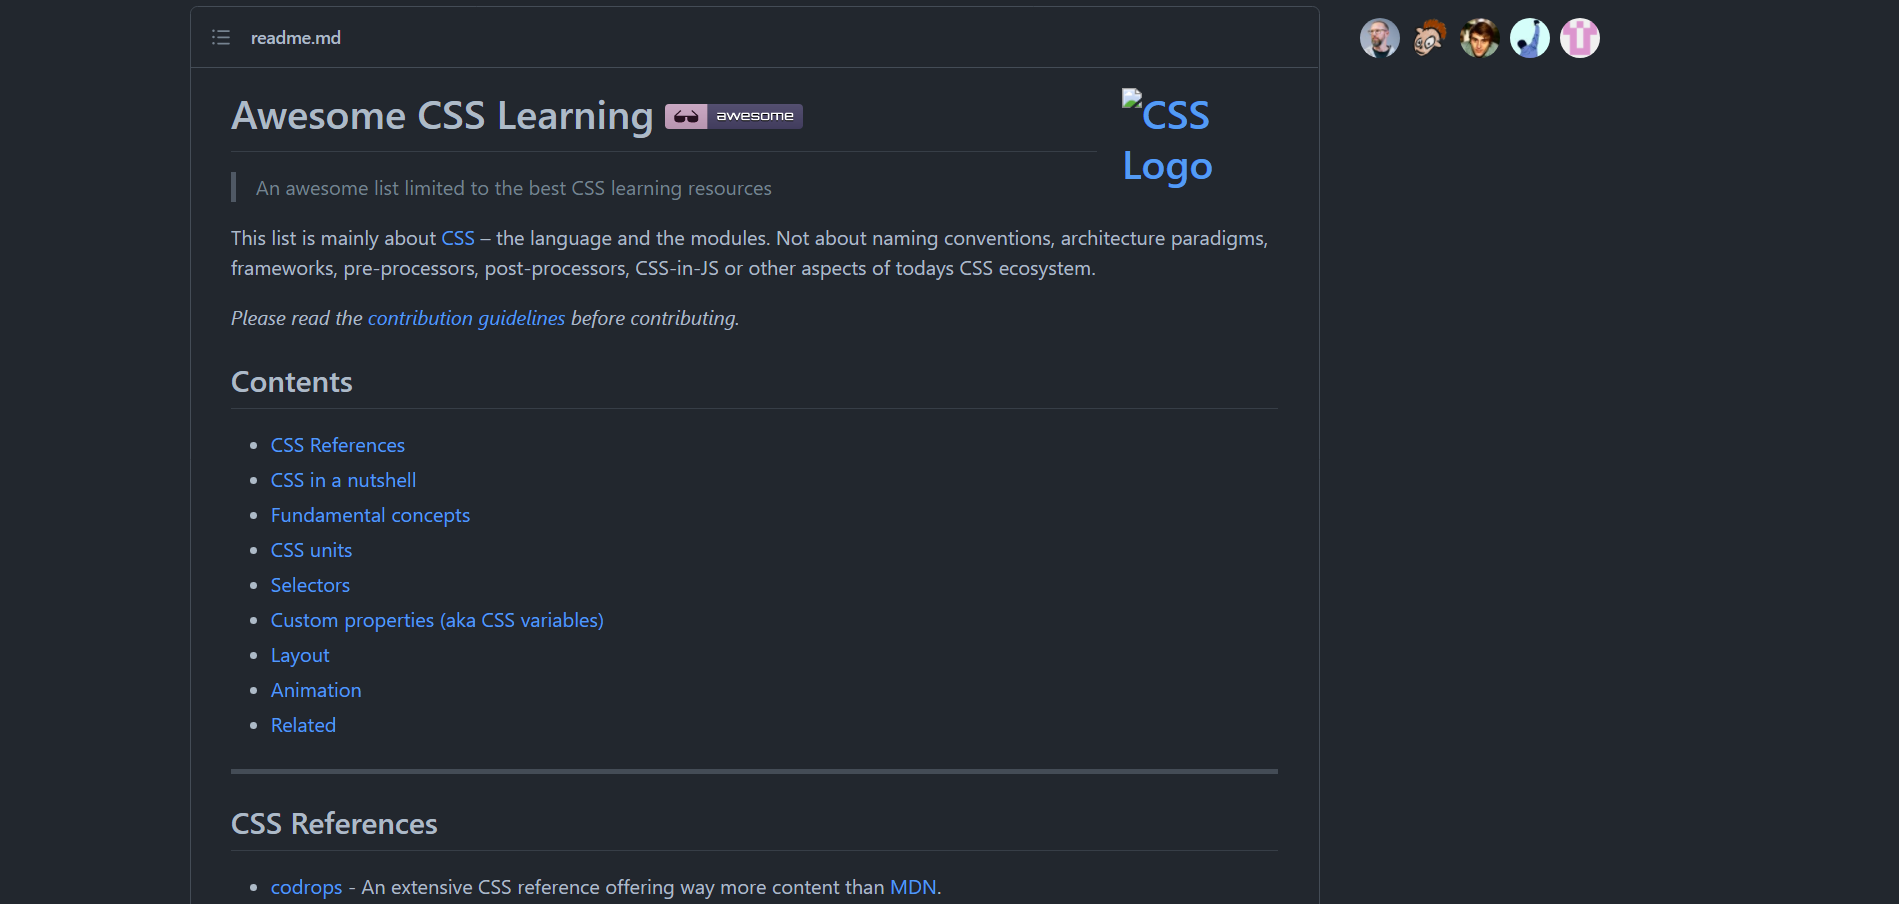 readme.md
Awesome CSS Learning awesome
CSS
Logo
An awesome list limited to the best CSS learning resources
This list is mainly about CSS – the language and the modules. Not about naming conventions, architecture paradigms,
frameworks, pre-processors, post-processors, CSS-in-JS or other aspects of todays CSS ecosystem.
Please read the contribution guidelines before contributing.
Contents
CSS References
CSS in a nutshell
Fundamental concepts
CSS units
Selectors
Custom properties (aka CSS variables)
Layout
Animation
Related
CSS References
codrops - An extensive CSS reference offering way more content than MDN.